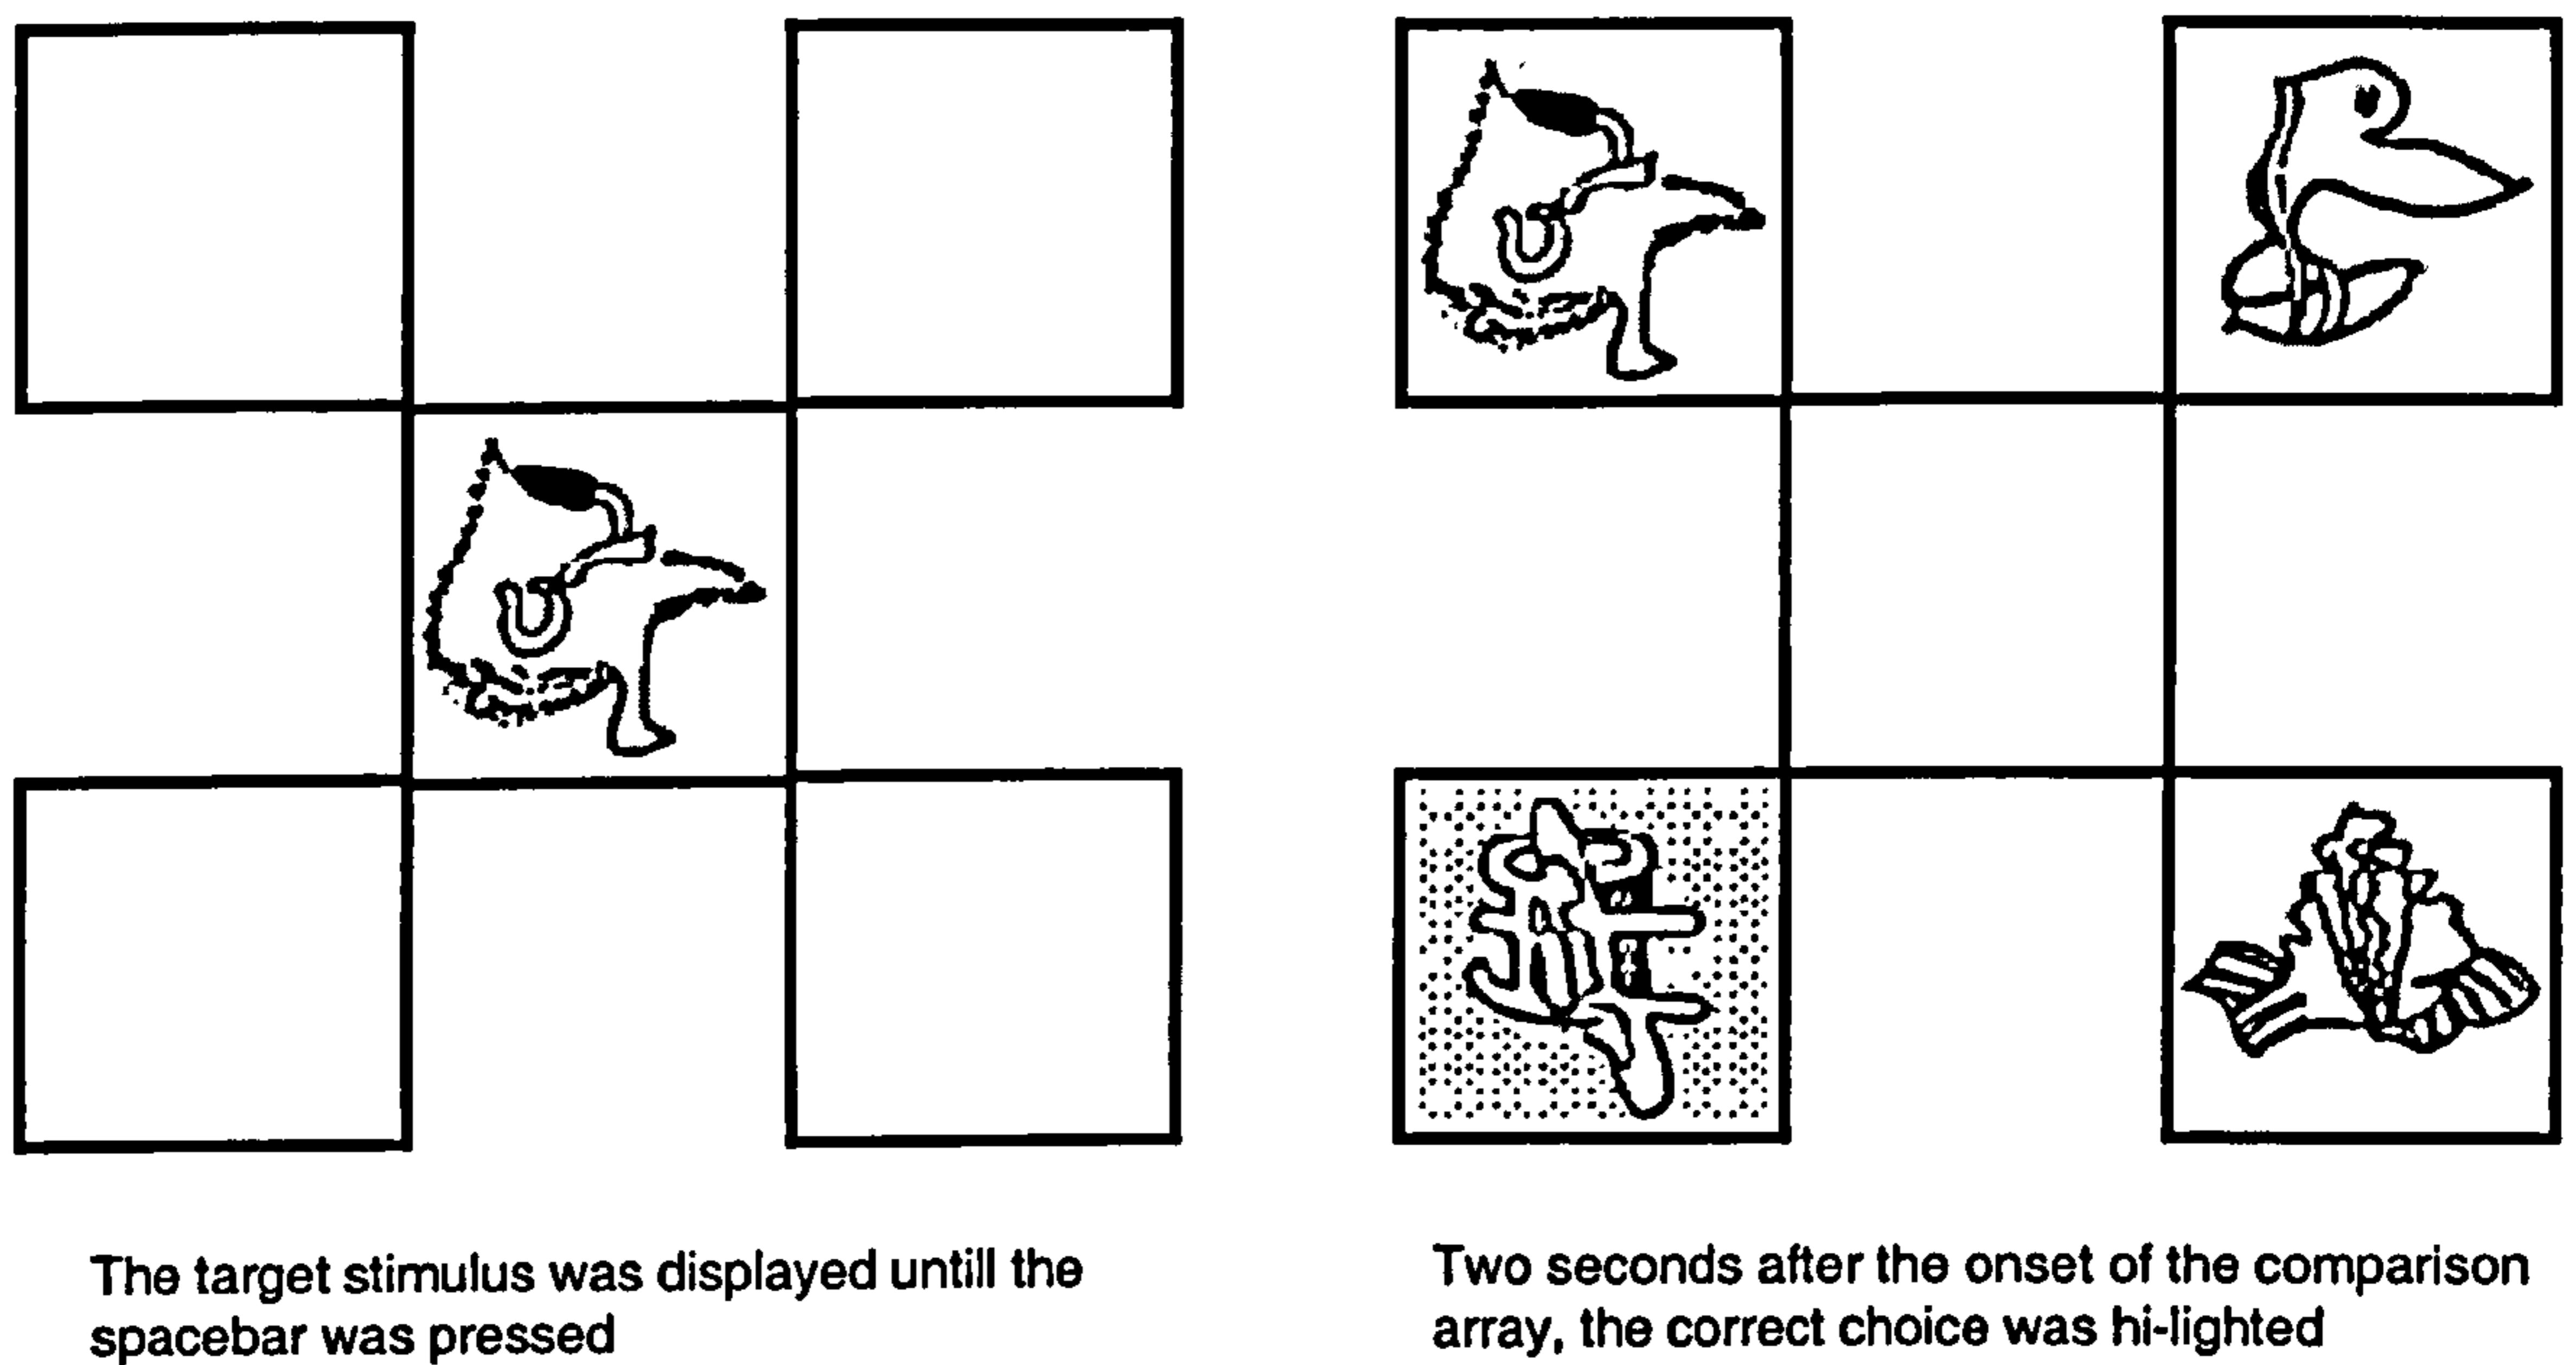 The target stimulus was displayed untill the
spacebar was pressed
Two seconds after the onset of the comparison
array, the correct choice was hi-lighted